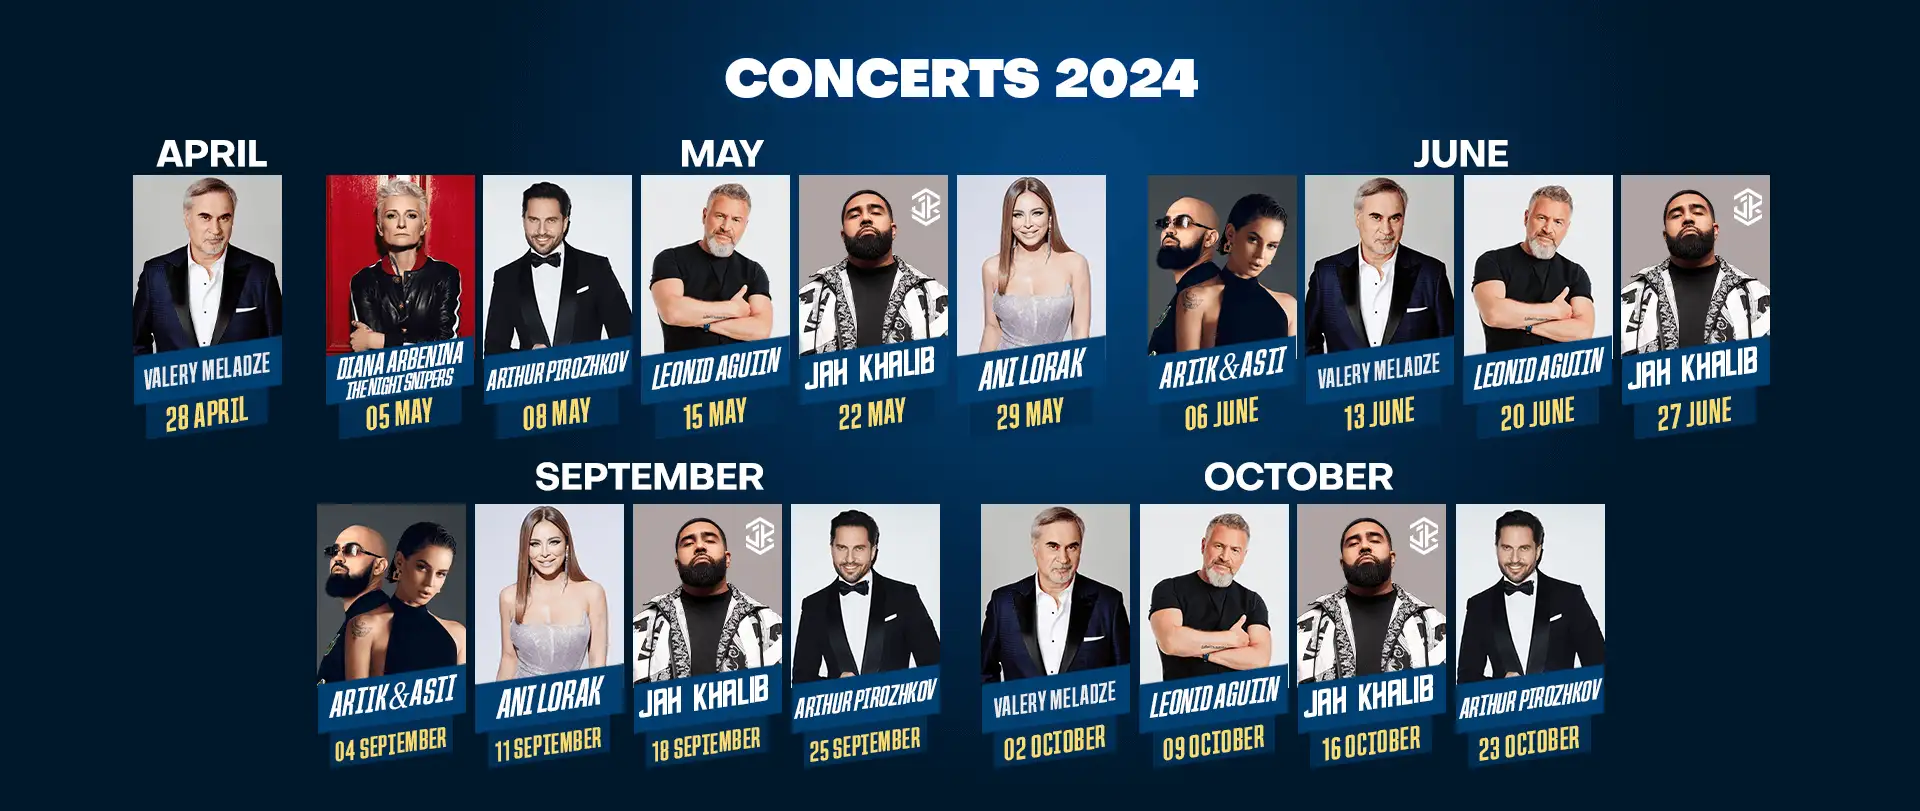 CONCERTS 2024
APRIL
VALERY MELADZE
28 APRIL
MAY
DIANA ARBENINA
THE NIGHT SNIPERS
05 MAY
ARTHUR PIROZHKOV
08 MAY
LEONID AGUTIN
15 MAY
JAH KHALIB
22 MAY
ANI LORAK
29 MAY
JUNE
ARTIK&ASTI
06 JUNE
VALERY MELADZE
13 JUNE
LEONID AGUTIN
20 JUNE
JAH KHALIB
27 JUNE
SEPTEMBER
ARTIK&ASTI
04 SEPTEMBER
ANI LORAK
11 SEPTEMBER
JAH KHALIB
18 SEPTEMBER
ARTHUR PIROZHKOV
25 SEPTEMBER
OCTOBER
VALERY MELADZE
02 OCTOBER
LEONID AGUTIN
09 OCTOBER
JAH KHALIB
16 OCTOBER
ARTHUR PIROZHKOV
23 OCTOBER